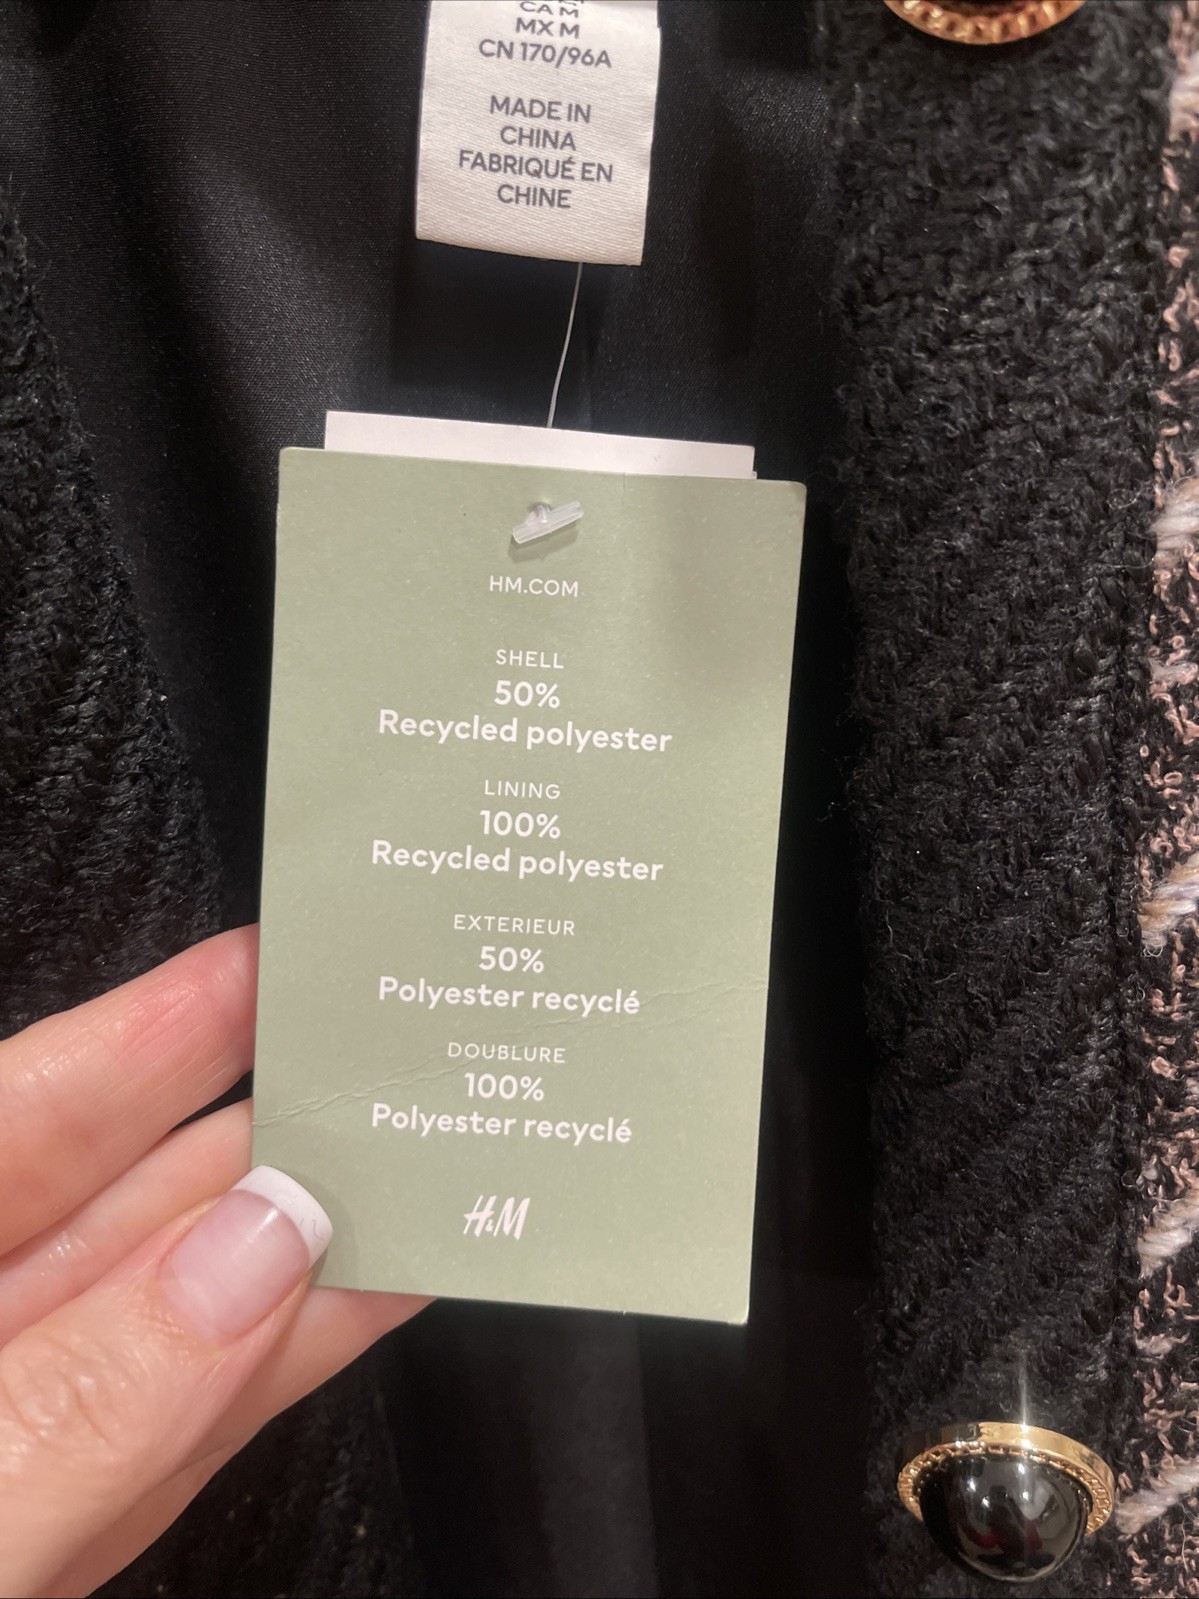 CA M
MX M
CN 170/96A
MADE IN
CHINA
FABRIQUÉ EN
CHINE
HM.COM
SHELL
50%
Recycled polyester
LINING
100%
Recycled polyester
EXTERIEUR
50%
Polyester recyclé
DOUBLURE
100%
Polyester recyclé
H&M